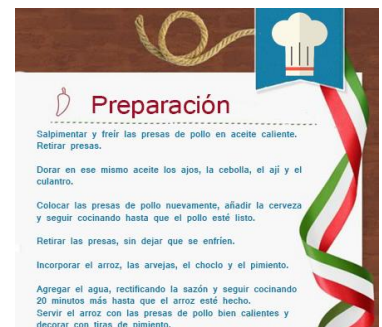 Preparación
Salpimentar y freír las presas de pollo en aceite caliente.
Retirar presas.
Dorar en ese mismo aceite los ajos, la cebolla, el ají y el
culantro.
Colocar las presas de pollo nuevamente, añadir la cerveza
y seguir cocinando hasta que el pollo esté listo.
Retirar las presas, sin dejar que se enfríen.
Incorporar el arroz, las arvejas, el choclo y el pimiento.
Agregar el agua, rectificando la sazón y seguir cocinando
20 minutos más hasta que el arroz esté hecho.
Servir el arroz con las presas de pollo bien calientes y
decorar con tiras de pimiento.